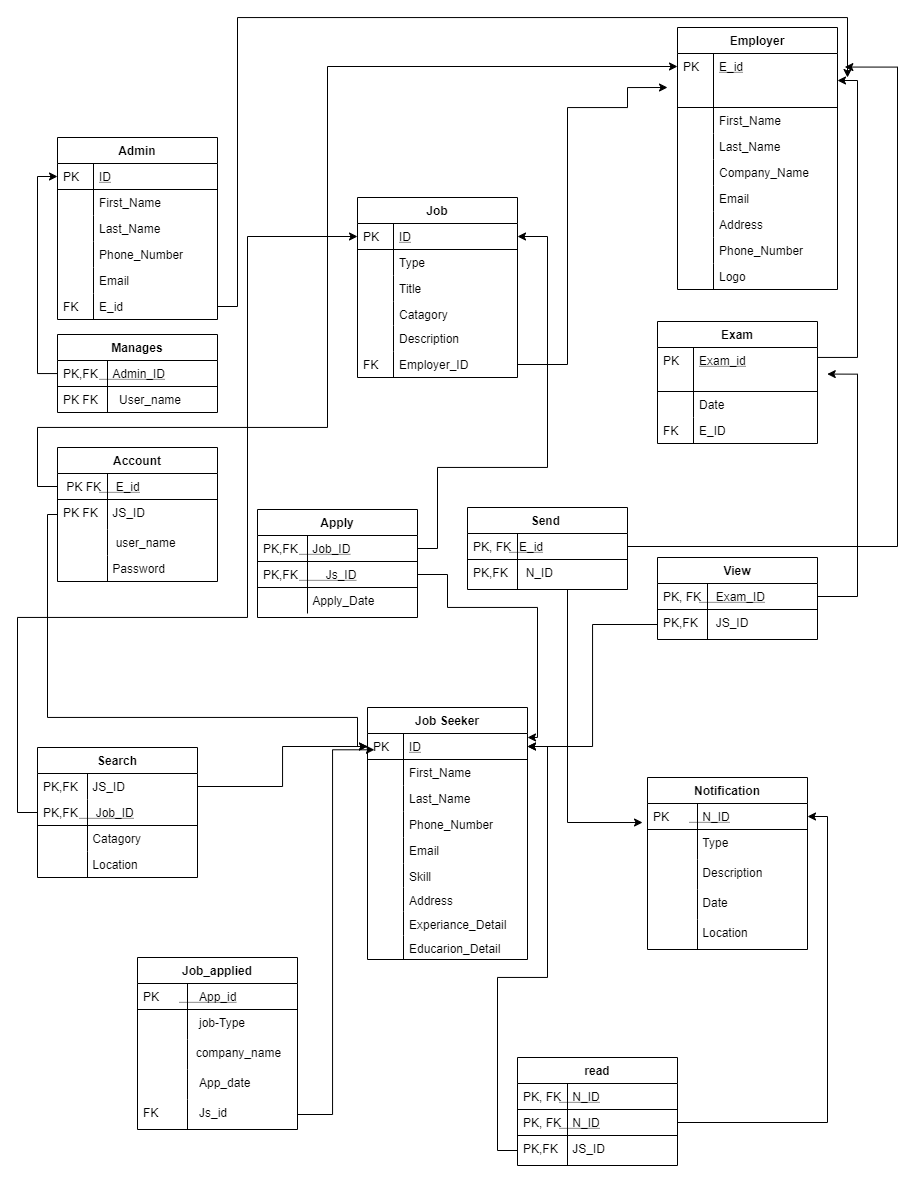 Employer
PK E_id
First_Name
Last_Name
Company_Name
Email
Address
Phone_Number
Logo
Admin
PK ID
First_Name
Last_Name
Phone_Number
Email
FK E_id
Job
PK ID
Type
Title
Catagory
Description
FK Employer_ID
Manages
PK,FK Admin_ID
PK FK User_name
Exam
PK Exam_id
Date
FK E_ID
Account
PK FK E_id
PK FK JS_ID
user_name
Password
Apply
PK,FK Job_ID
PK,FK Js_ID
Apply_Date
Send
PK, FK E_id
PK,FK N_ID
View
PK, FK Exam_ID
PK,FK JS_ID
Job Seeker
PK ID
First_Name
Last_Name
Phone_Number
Email
Skill
Address
Experiance_Detail
Educarion_Detail
Search
PK,FK JS_ID
PK,FK Job_ID
Catagory
Location
Notification
PK N_ID
Type
Description
Date
Location
Job_applied
PK App_id
job-Type
company_name
App_date
FK Js_id
read
PK, FK N_ID
PK, FK N_ID
PK,FK JS_ID